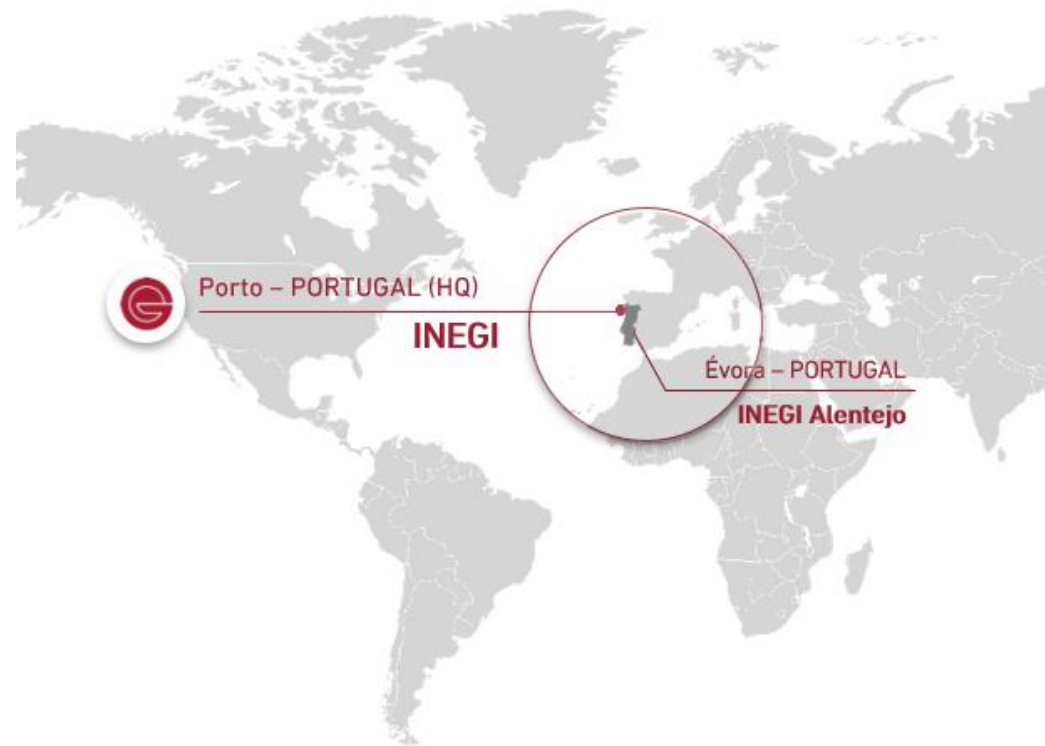 Porto – PORTUGAL (HQ)
INEGI
Évora – PORTUGAL
INEGI Alentejo